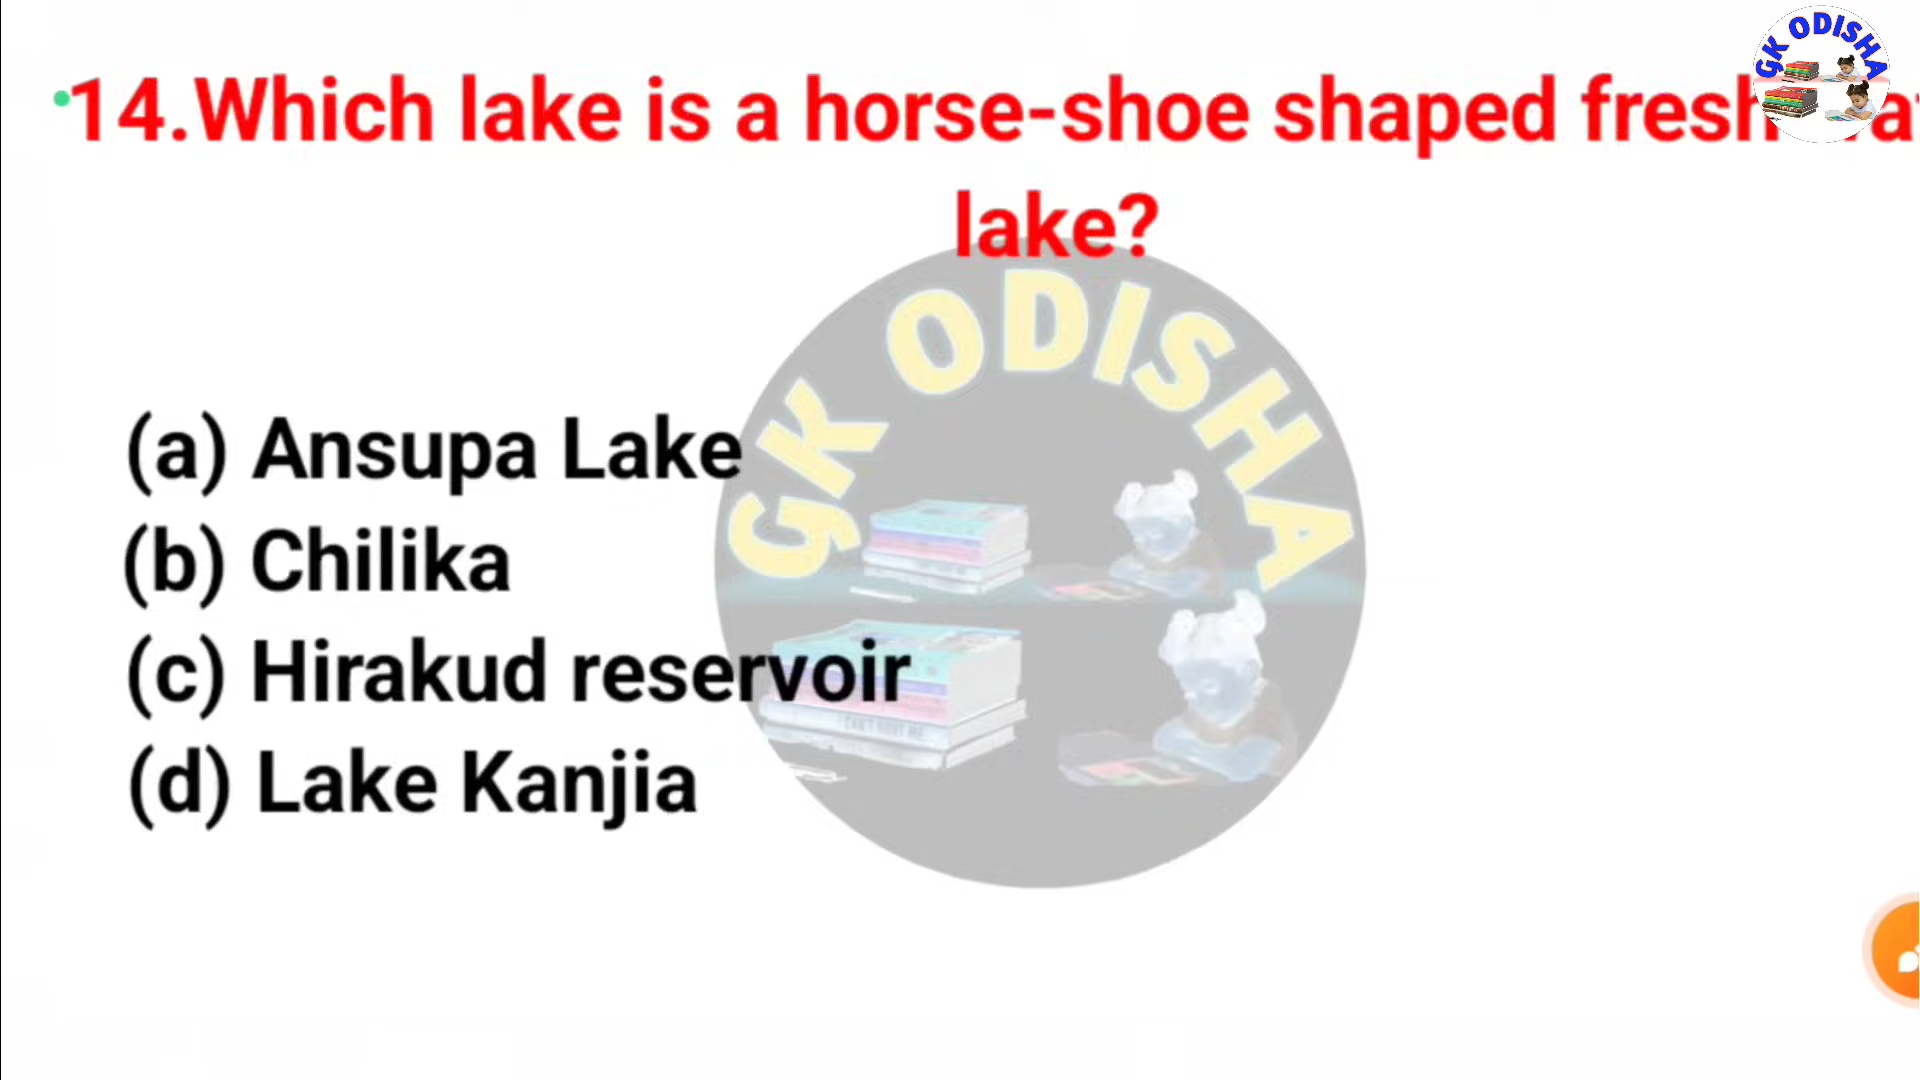 GK ODISHA
14.Which lake is a horse-shoe shaped fresh
lake?
GK ODISHA
(a) Ansupa Lake
(b) Chilika
(c) Hirakud reservoir
(d) Lake Kanjia